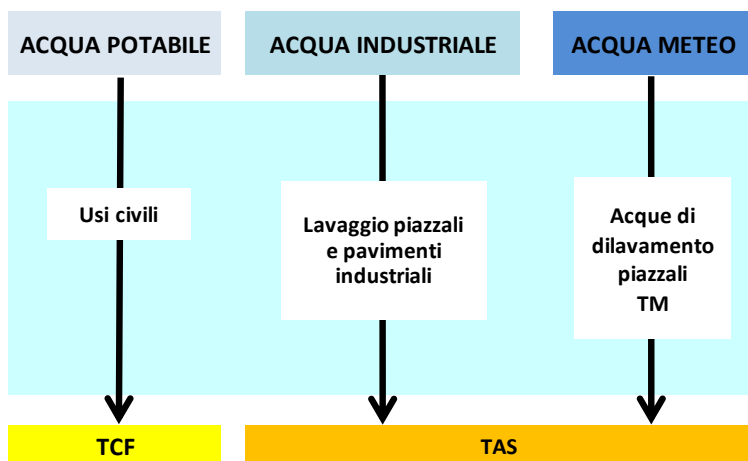 ACQUA POTABILE
ACQUA INDUSTRIALE
ACQUA METEO
Usi civili
Lavaggio piazzali
e pavimenti
industriali
Acque di
dilavamento
piazzali
TM
TCF
TAS